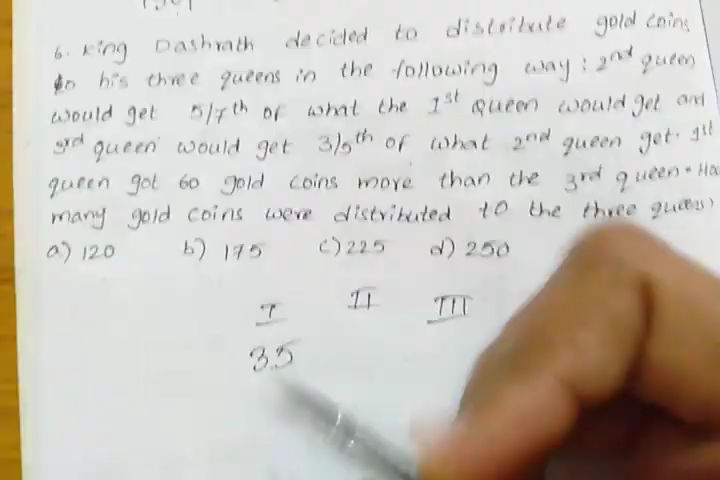 6. King Dashrath decided to distribute gold coins
to his three queens in the following way : 2nd queen
would get 5/7th of what the 1st queen would get and
3rd queen would get 3/5th of what 2nd queen get. 1st
queen got 60 gold coins more than the 3rd queen.
many gold coins were distributed to the three queens?
a) 120 b) 175 c) 225 d) 250
I II III
35